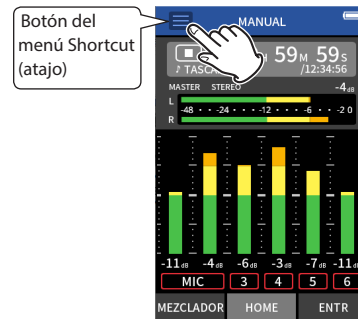 Botón del
menú Shortcut
(atajo)
MANUAL
59M 59s
♪ TASCA
/12:34:56
MASTER STEREO
-4dB
L
-48 · · · -24 · · · · -12 · · · · -6 · · · -2 0
R
-11dB -4dB -6dB -3dB -7dB -11dB
MIC 3 4 5 6
MEZCLADOR HOME ENTR